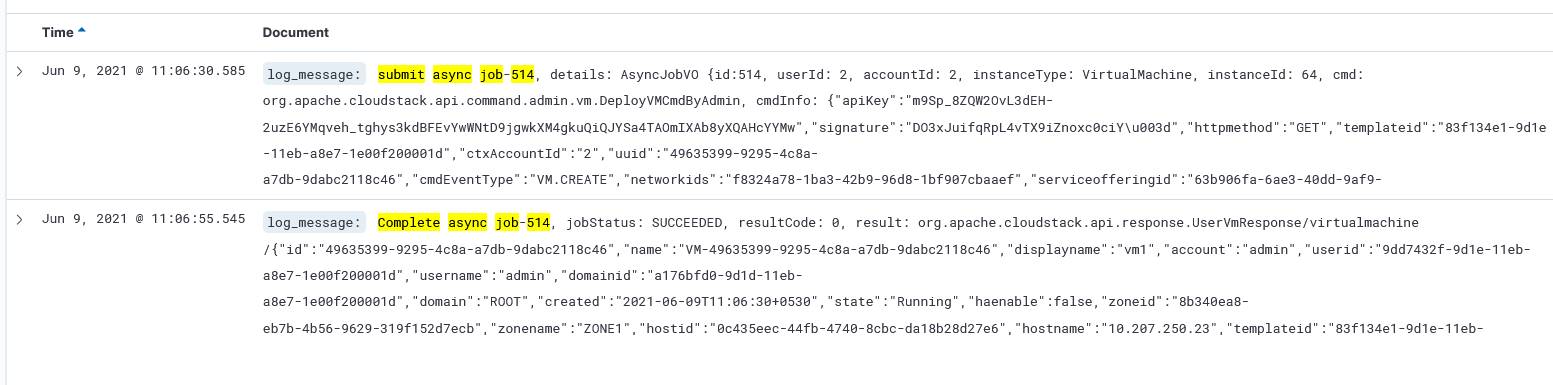 Time Document
Jun 9, 2021 @ 11:06:30.585 log_message: submit async job-514, details: AsyncJobVO {id:514, userId: 2, accountId: 2, instanceType: VirtualMachine, instanceId: 64, cmd:
org.apache.cloudstack.api.command.admin.vm.DeployVMCmdByAdmin, cmdInfo: {"apiKey":"m9Sp_8ZQW2OvL3dEH-
2uzE6YMqveh_tghys3kdBFEvYwWNtD9jgwkXM4gkuQiQJYSa4TAOmIXAb8yXQAHcYYMw","signature":"DO3xJuifqRpL4vTX9iZnoxc0ciY\u003d","httpmethod":"GET","templateid":"83f134e1-9d1e
-11eb-a8e7-1e00f200001d","ctxAccountId":"2","uuid":"49635399-9295-4c8a-
a7db-9dabc2118c46","cmdEventType":"VM.CREATE","networkids":"f8324a78-1ba3-42b9-96d8-1bf907cbaaef","serviceofferingid":"63b906fa-6ae3-40dd-9af9-
Jun 9, 2021 @ 11:06:55.545 log_message: Complete async job-514, jobStatus: SUCCEEDED, resultCode: 0, result: org.apache.cloudstack.api.response.UserVmResponse/virtualmachine
/{"id":"49635399-9295-4c8a-a7db-9dabc2118c46","name":"VM-49635399-9295-4c8a-a7db-9dabc2118c46","displayname":"vm1","account":"admin","userid":"9dd7432f-9d1e-11eb-
a8e7-1e00f200001d","username":"admin","domainid":"a176bfd0-9d1d-11eb-
a8e7-1e00f200001d","domain":"ROOT","created":"2021-06-09T11:06:30+0530","state":"Running","haenable":false,"zoneid":"8b340ea8-
eb7b-4b56-9629-319f152d7ecb","zonename":"ZONE1","hostid":"0c435eec-44fb-4740-8cbc-da18b28d27e6","hostname":"10.207.250.23","templateid":"83f134e1-9d1e-11eb-